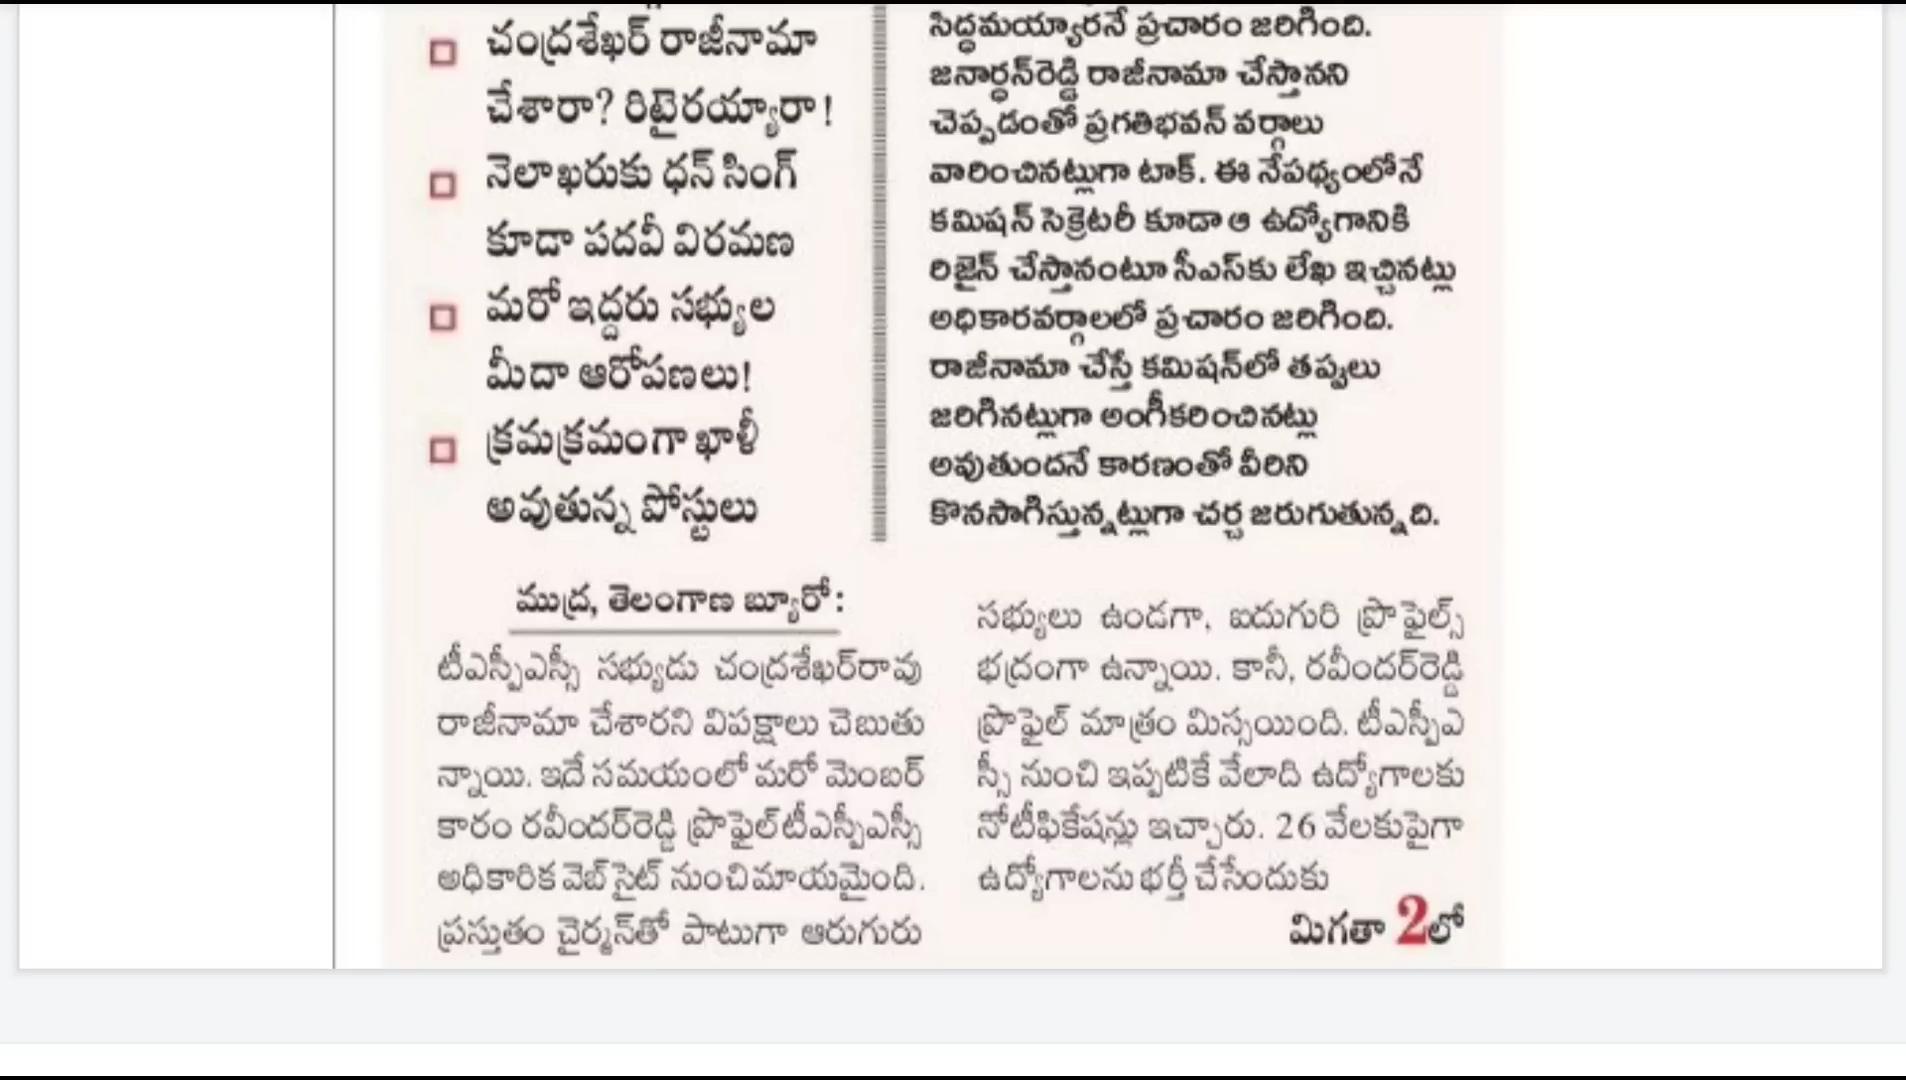 చంద్రశేఖర్ రాజీనామా
చేశారా? రిటైరయ్యారా!
నెలాఖరుకు ధన్ సింగ్
కూడా పదవీ విరమణ
మరో ఇద్దరు సభ్యుల
మీదా ఆరోపణలు!
క్రమక్రమంగా ఖాళీ
అవుతున్న పోస్టులు
సిద్ధమయ్యారనే ప్రచారం జరిగింది.
జనార్ధన్‌రెడ్డి రాజీనామా చేస్తానని
చెప్పడంతో ప్రగతిభవన్ వర్గాలు
వారించినట్లుగా టాక్. ఈ నేపథ్యంలోనే
కమిషన్ సెక్రెటరీ కూడా ఆ ఉద్యోగానికి
రిజైన్ చేస్తానంటూ సీఎస్‌కు లేఖ ఇచ్చినట్లు
అధికారవర్గాలలో ప్రచారం జరిగింది.
రాజీనామా చేస్తే కమిషన్‌లో తప్పులు
జరిగినట్లుగా అంగీకరించినట్లు
అవుతుందనే కారణంతో వీరిని
కొనసాగిస్తున్నట్లుగా చర్చ జరుగుతున్నది.
ముద్ర, తెలంగాణ బ్యూరో:
టీఎస్పీఎస్సీ సభ్యుడు చంద్రశేఖర్‌రావు
రాజీనామా చేశారని విపక్షాలు చెబుతు
న్నాయి. ఇదే సమయంలో మరో మెంబర్
కారం రవీందర్‌రెడ్డి ప్రొఫైల్ టీఎస్పీఎస్సీ
అధికారిక వెబ్ సైట్ నుంచి మాయమైంది.
ప్రస్తుతం చైర్మన్‌తో పాటుగా ఆరుగురు
సభ్యులు ఉండగా, ఐదుగురి ప్రొఫైల్స్
భద్రంగా ఉన్నాయి. కానీ, రవీందర్‌రెడ్డి
ప్రొఫైల్ మాత్రం మిస్సయింది. టీఎస్పీఎ
స్సీ నుంచి ఇప్పటికే వేలాది ఉద్యోగాలకు
నోటిఫికేషన్లు ఇచ్చారు. 26 వేలకుపైగా
ఉద్యోగాలను భర్తీ చేసేందుకు
మిగతా 2లో